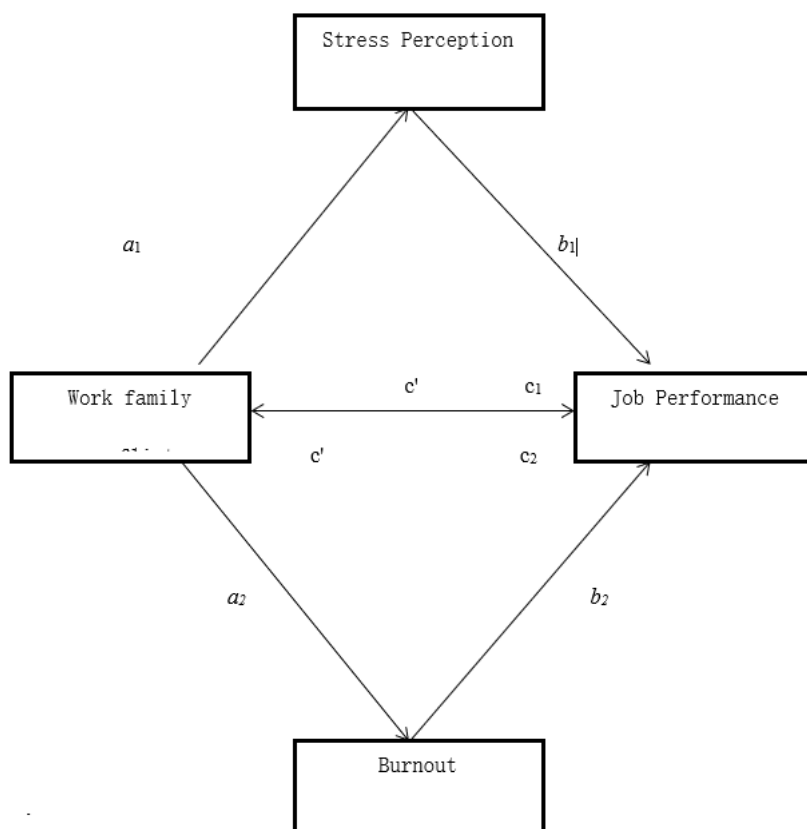 Stress Perception
a₁
b₁|
Work family
c'
c₁
Job Performance
c'
c₂
a₂
b₂
Burnout
.